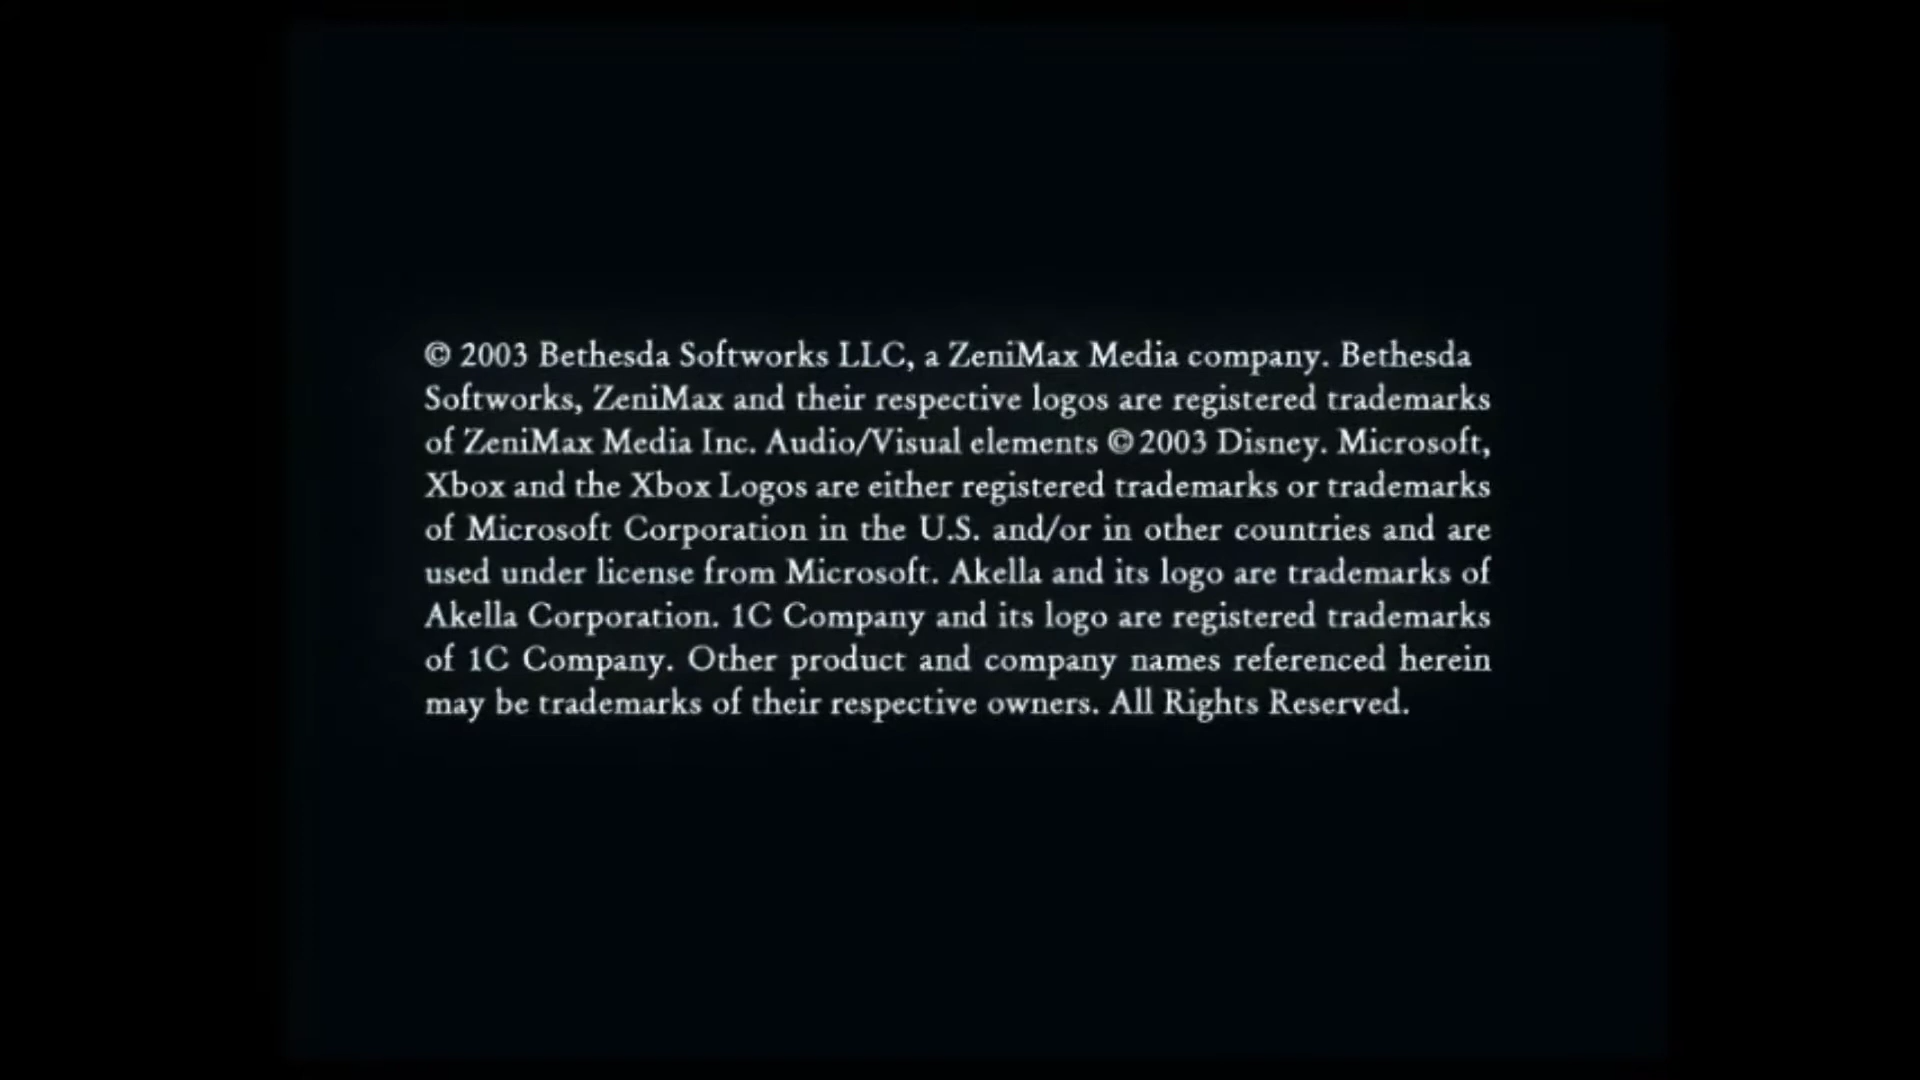 © 2003 Bethesda Softworks LLC, a ZeniMax Media company. Bethesda
Softworks, ZeniMax and their respective logos are registered trademarks
of ZeniMax Media Inc. Audio/Visual elements © 2003 Disney. Microsoft,
Xbox and the Xbox Logos are either registered trademarks or trademarks
of Microsoft Corporation in the U.S. and/or in other countries and are
used under license from Microsoft. Akella and its logo are trademarks of
Akella Corporation. 1C Company and its logo are registered trademarks
of 1C Company. Other product and company names referenced herein
may be trademarks of their respective owners. All Rights Reserved.